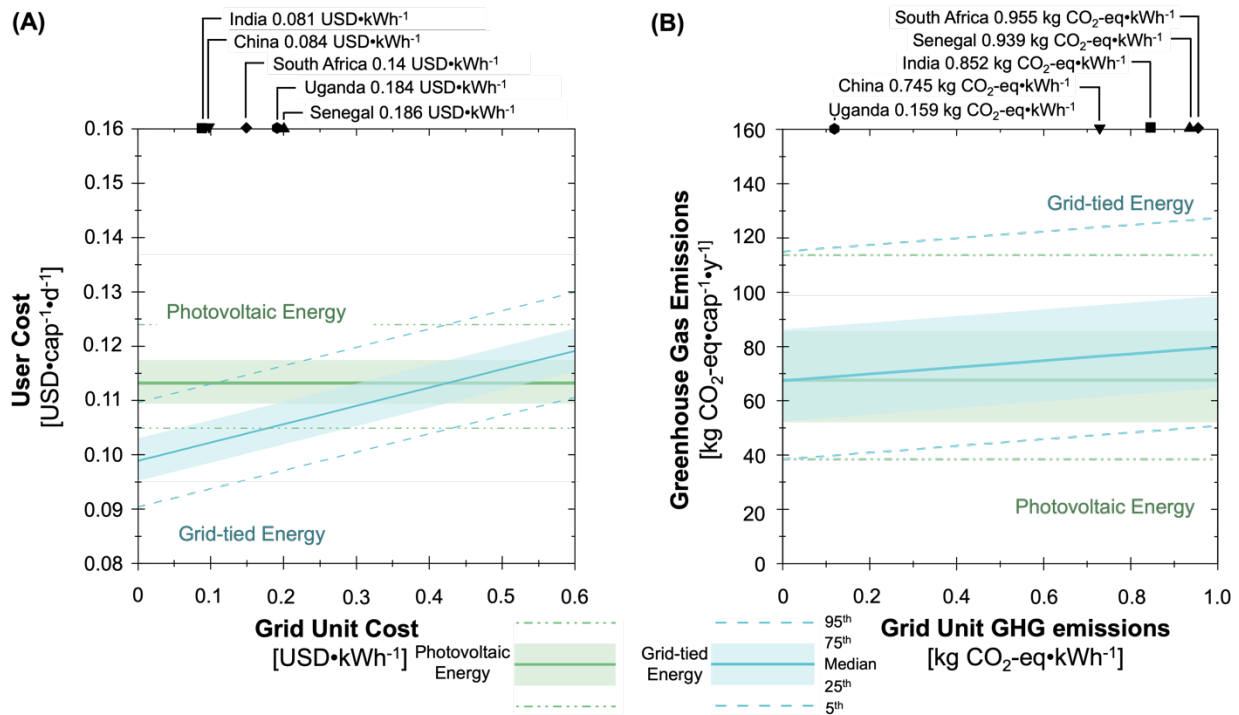 (A)
India 0.081 USD•kWh⁻¹
China 0.084 USD•kWh⁻¹
South Africa 0.14 USD•kWh⁻¹
Uganda 0.184 USD•kWh⁻¹
Senegal 0.186 USD•kWh⁻¹
0.16
0.15
0.14
0.13
0.12
0.11
0.10
0.09
0.08
User Cost
[USD•cap⁻¹•d⁻¹]
Photovoltaic Energy
Grid-tied Energy
0 0.1 0.2 0.3 0.4 0.5 0.6
Grid Unit Cost
[USD•kWh⁻¹]
(B)
South Africa 0.955 kg CO₂-eq•kWh⁻¹
Senegal 0.939 kg CO₂-eq•kWh⁻¹
India 0.852 kg CO₂-eq•kWh⁻¹
China 0.745 kg CO₂-eq•kWh⁻¹
Uganda 0.159 kg CO₂-eq•kWh⁻¹
160
140
120
100
80
60
40
20
0
Greenhouse Gas Emissions
[kg CO₂-eq•cap⁻¹•y⁻¹]
Grid-tied Energy
Photovoltaic Energy
0 0.2 0.4 0.6 0.8 1.0
Grid Unit GHG emissions
[kg CO₂-eq•kWh⁻¹]
Photovoltaic
Energy
Grid-tied
Energy
95ᵗʰ
75ᵗʰ
Median
25ᵗʰ
5ᵗʰ